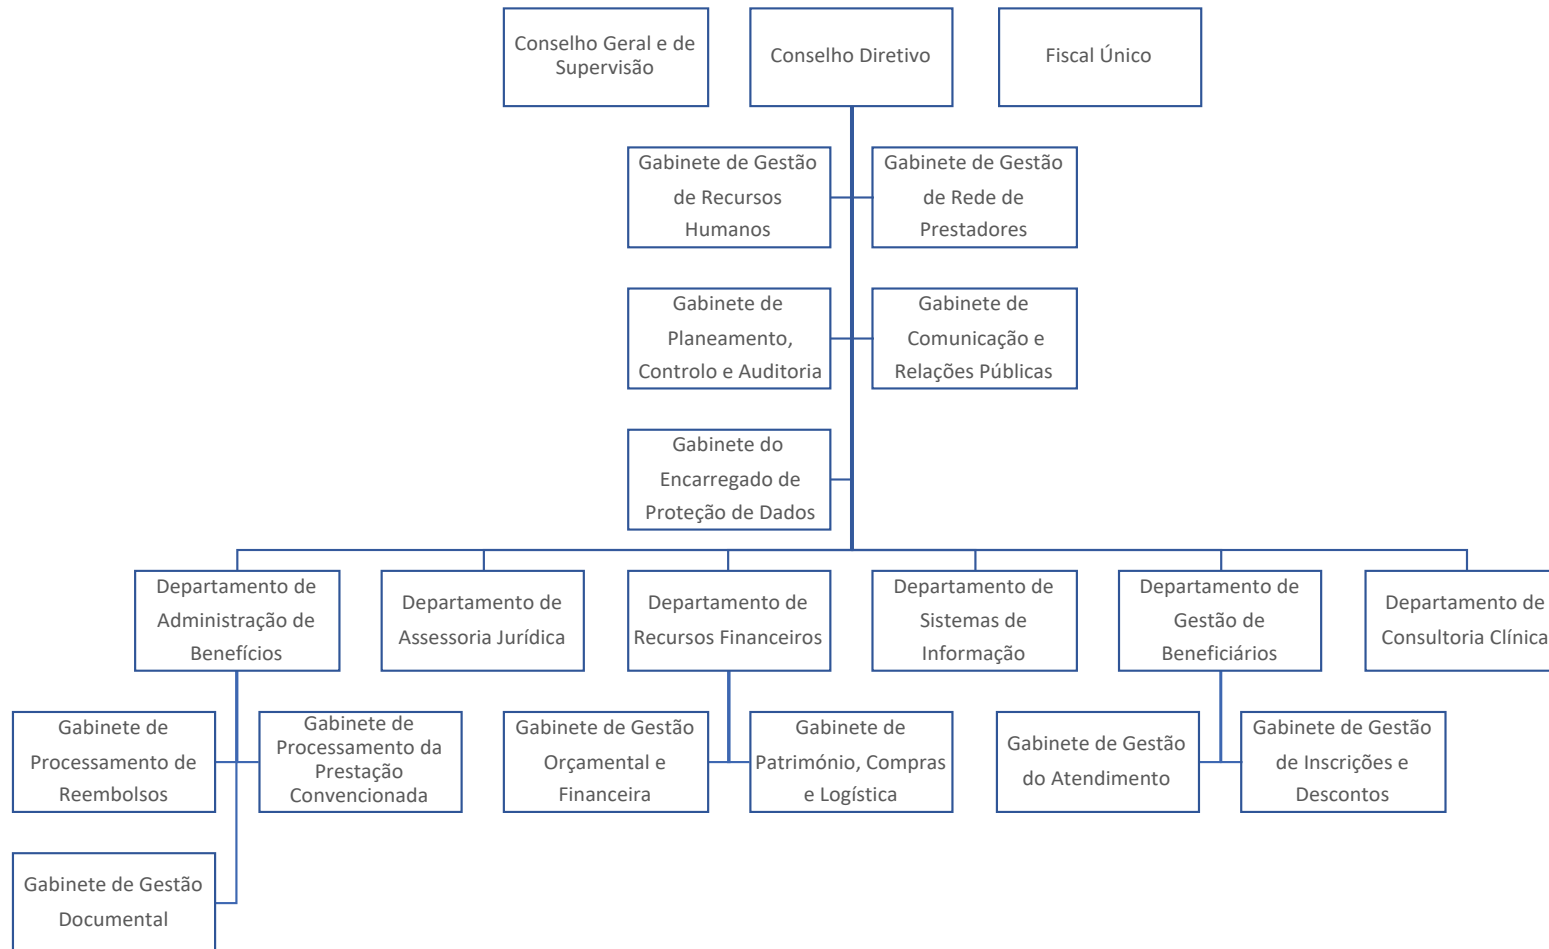 Conselho Geral e de
Supervisão
Conselho Diretivo
Fiscal Único
Gabinete de Gestão
de Recursos
Humanos
Gabinete de Gestão
de Rede de
Prestadores
Gabinete de
Planeamento,
Controlo e Auditoria
Gabinete de
Comunicação e
Relações Públicas
Gabinete do
Encarregado de
Proteção de Dados
Departamento de
Administração de
Benefícios
Departamento de
Assessoria Jurídica
Departamento de
Recursos Financeiros
Departamento de
Sistemas de
Informação
Departamento de
Gestão de
Beneficiários
Departamento de
Consultoria Clínica
Gabinete de
Processamento de
Reembolsos
Gabinete de
Processamento da
Prestação
Convencionada
Gabinete de Gestão
Orçamental e
Financeira
Gabinete de
Património, Compras
e Logística
Gabinete de Gestão
do Atendimento
Gabinete de Gestão
de Inscrições e
Descontos
Gabinete de Gestão
Documental